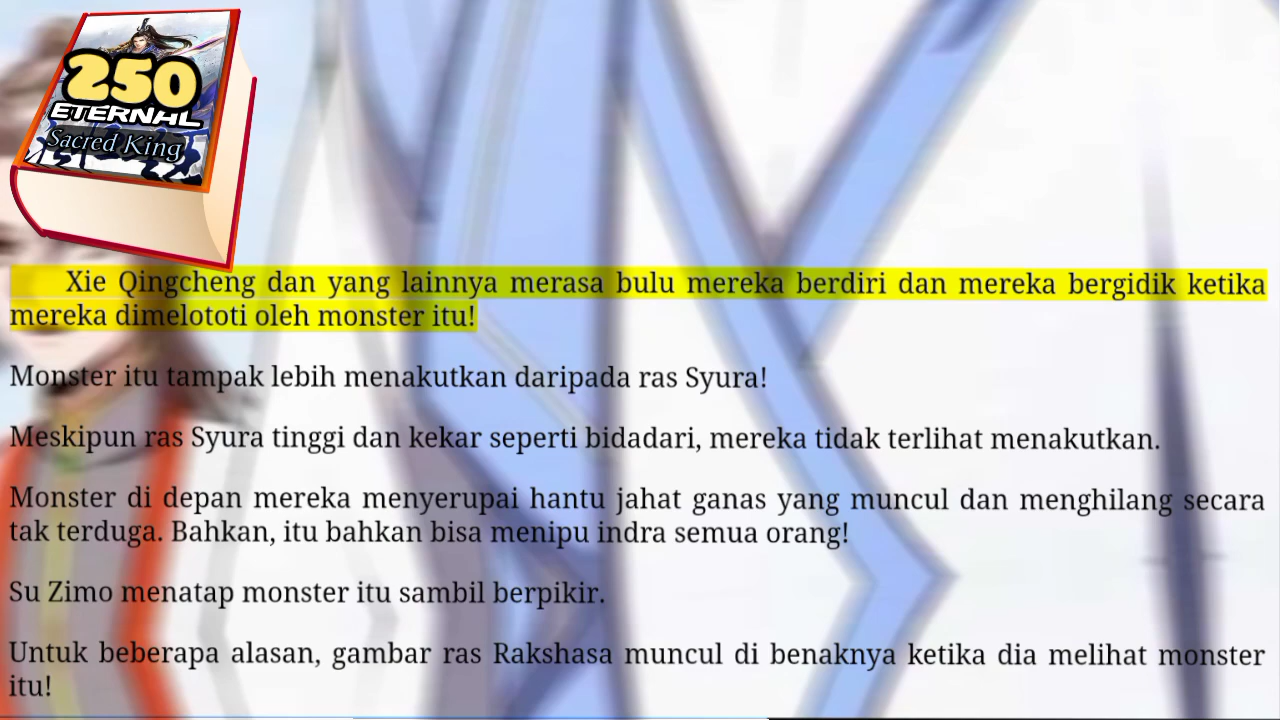 250
ETERNAL
Sacred King
Xie Qingcheng dan yang lainnya merasa bulu mereka berdiri dan mereka bergidik ketika
mereka dimelototi oleh monster itu!
Monster itu tampak lebih menakutkan daripada ras Syura!
Meskipun ras Syura tinggi dan kekar seperti bidadari, mereka tidak terlihat menakutkan.
Monster di depan mereka menyerupai hantu jahat ganas yang muncul dan menghilang secara
tak terduga. Bahkan, itu bahkan bisa menipu indra semua orang!
Su Zimo menatap monster itu sambil berpikir.
Untuk beberapa alasan, gambar ras Rakshasa muncul di benaknya ketika dia melihat monster
itu!